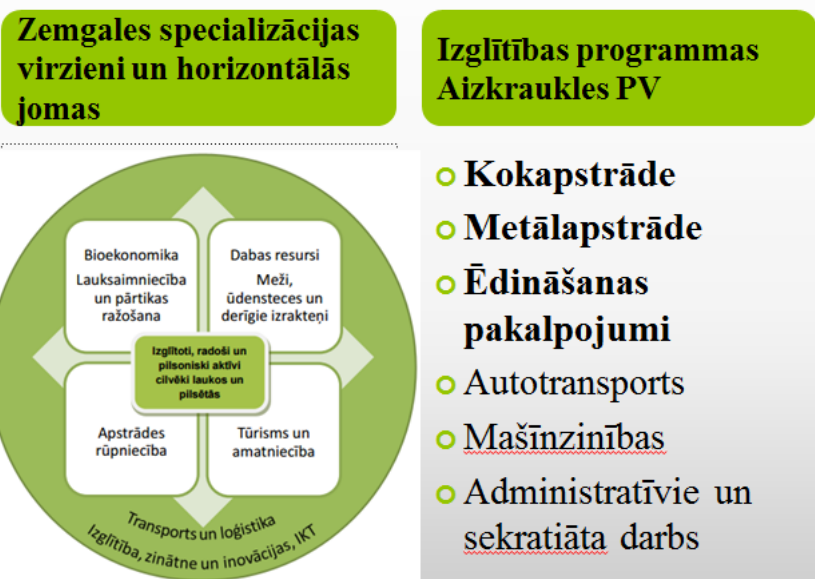 Zemgales specializācijas
virzieni un horizontālās
jomas
Izglītības programmas
Aizkraukles PV
Bioekonomika
Lauksaimniecība
un pārtikas
ražošana
Dabas resursi
Meži,
ūdensteces un
derīgie izrakteņi
Izglītoti, radoši un
pilsoniski aktīvi
cilvēki laukos un
pilsētās
Apstrādes
rūpniecība
Tūrisms un
amatniecība
Transports un loģistika
Izglītība, zinātne un inovācijas, IKT
Kokapstrāde
Metālapstrāde
Ēdināšanas
pakalpojumi
Autotransports
Mašīnzinības
Administratīvie un
sekratiāta darbs